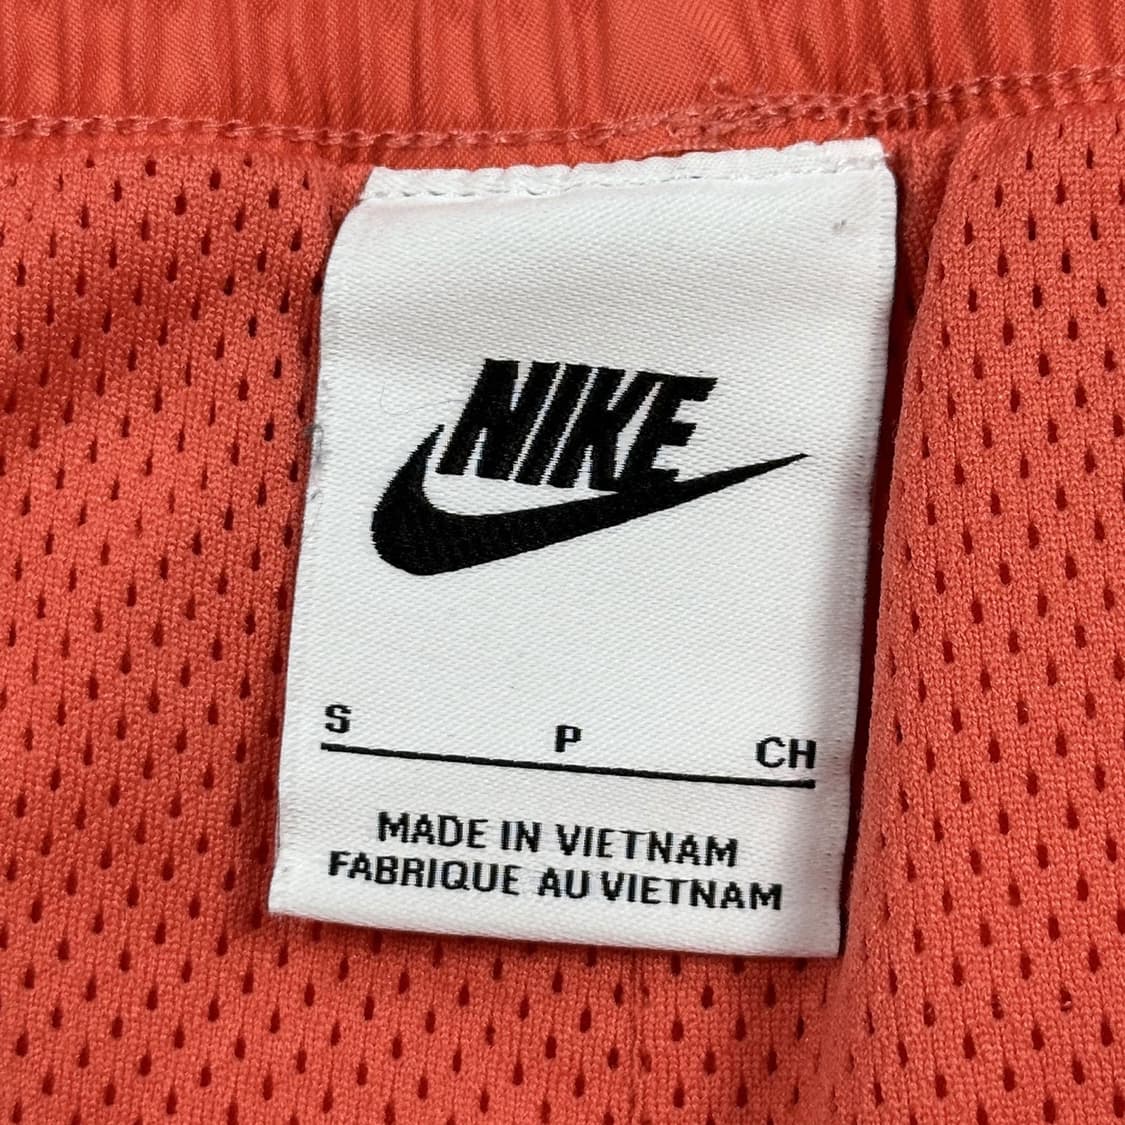 NIKE
S P CH
MADE IN VIETNAM
FABRIQUE AU VIETNAM